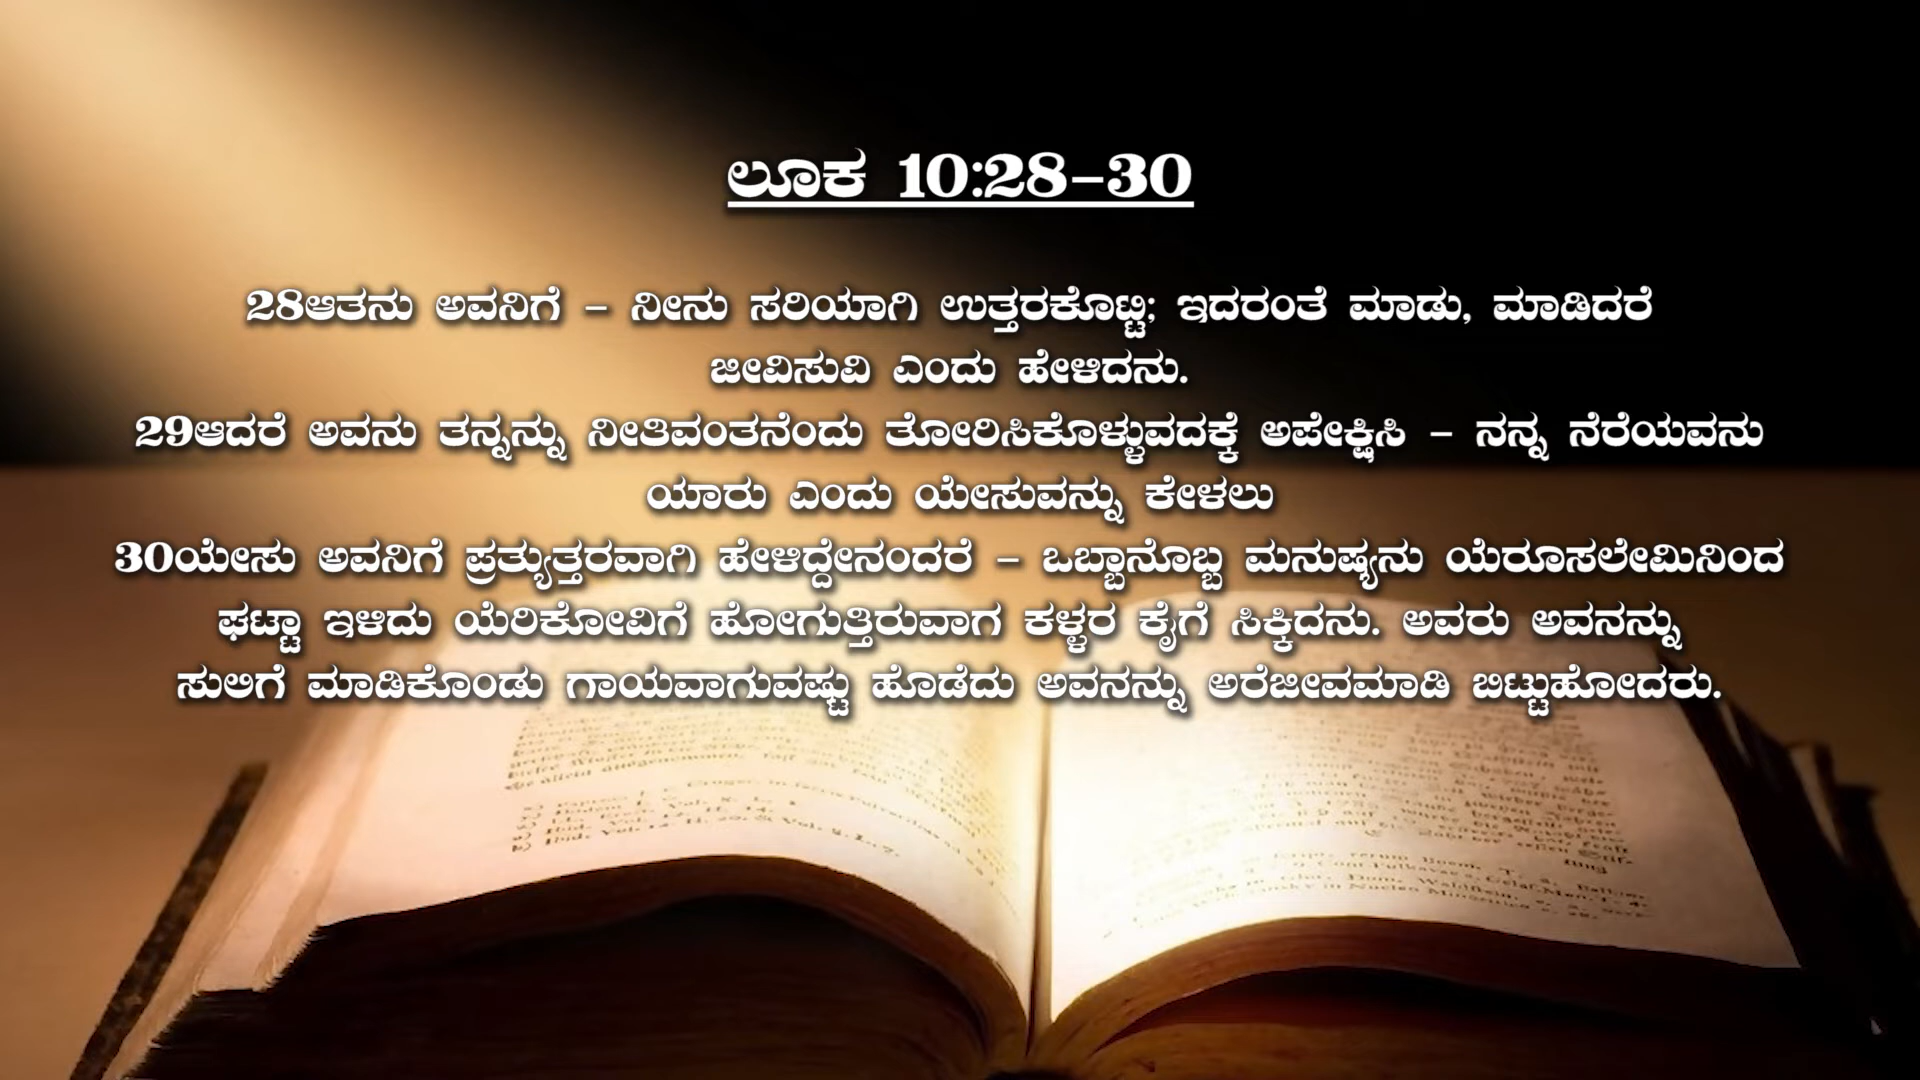 ಲೂಕ 10:28-30
28ಆತನು ಅವನಿಗೆ - ನೀನು ಸರಿಯಾಗಿ ಉತ್ತರಕೊಟ್ಟಿ; ಇದರಂತೆ ಮಾಡು, ಮಾಡಿದರೆ
ಜೀವಿಸುವಿ ಎಂದು ಹೇಳಿದನು.
29ಆದರೆ ಅವನು ತನ್ನನ್ನು ನೀತಿವಂತನೆಂದು ತೋರಿಸಿಕೊಳ್ಳುವದಕ್ಕೆ ಅಪೇಕ್ಷಿಸಿ - ನನ್ನ ನೆರೆಯವನು
ಯಾರು ಎಂದು ಯೇಸುವನ್ನು ಕೇಳಲು
30ಯೇಸು ಅವನಿಗೆ ಪ್ರತ್ಯುತ್ತರವಾಗಿ ಹೇಳಿದ್ದೇನಂದರೆ - ಒಬ್ಬಾನೊಬ್ಬ ಮನುಷ್ಯನು ಯೆರೂಸಲೇಮಿನಿಂದ
ಘಟ್ಟಾ ಇಳಿದು ಯೆರಿಕೋವಿಗೆ ಹೋಗುತ್ತಿರುವಾಗ ಕಳ್ಳರ ಕೈಗೆ ಸಿಕ್ಕಿದನು. ಅವರು ಅವನನ್ನು
ಸುಲಿಗೆ ಮಾಡಿಕೊಂಡು ಗಾಯವಾಗುವಷ್ಟು ಹೊಡೆದು ಅವನನ್ನು ಅರೆಜೀವಮಾಡಿ ಬಿಟ್ಟುಹೋದರು.